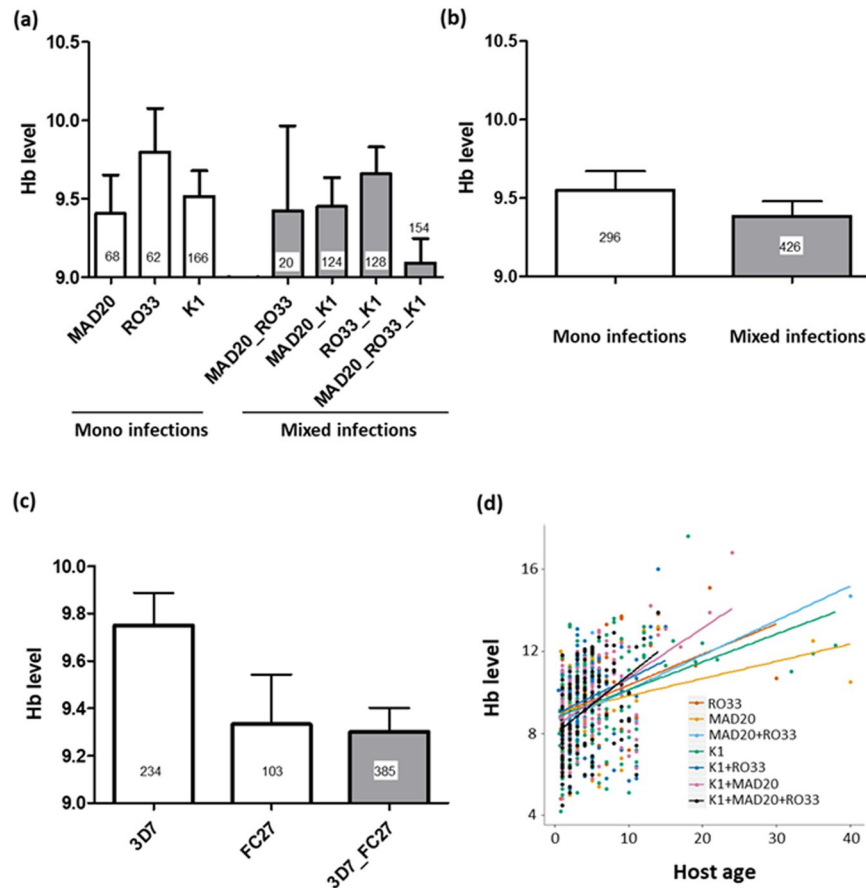 (a)
10.5
10.0
9.5
9.0
Hb level
68
62
166
20
124
128
154
MAD20
RO33
K1
MAD20_RO33
MAD20_K1
RO33_K1
MAD20_RO33_K1
Mono infections
Mixed infections
(b)
10.5
10.0
9.5
9.0
Hb level
296
426
Mono infections
Mixed infections
(c)
10.0
9.8
9.6
9.4
9.2
9.0
Hb level
234
103
385
3D7
FC27
3D7_FC27
(d)
16
12
8
4
Hb level
RO33
MAD20
MAD20+RO33
K1
K1+RO33
K1+MAD20
K1+MAD20+RO33
0
10
20
30
40
Host age